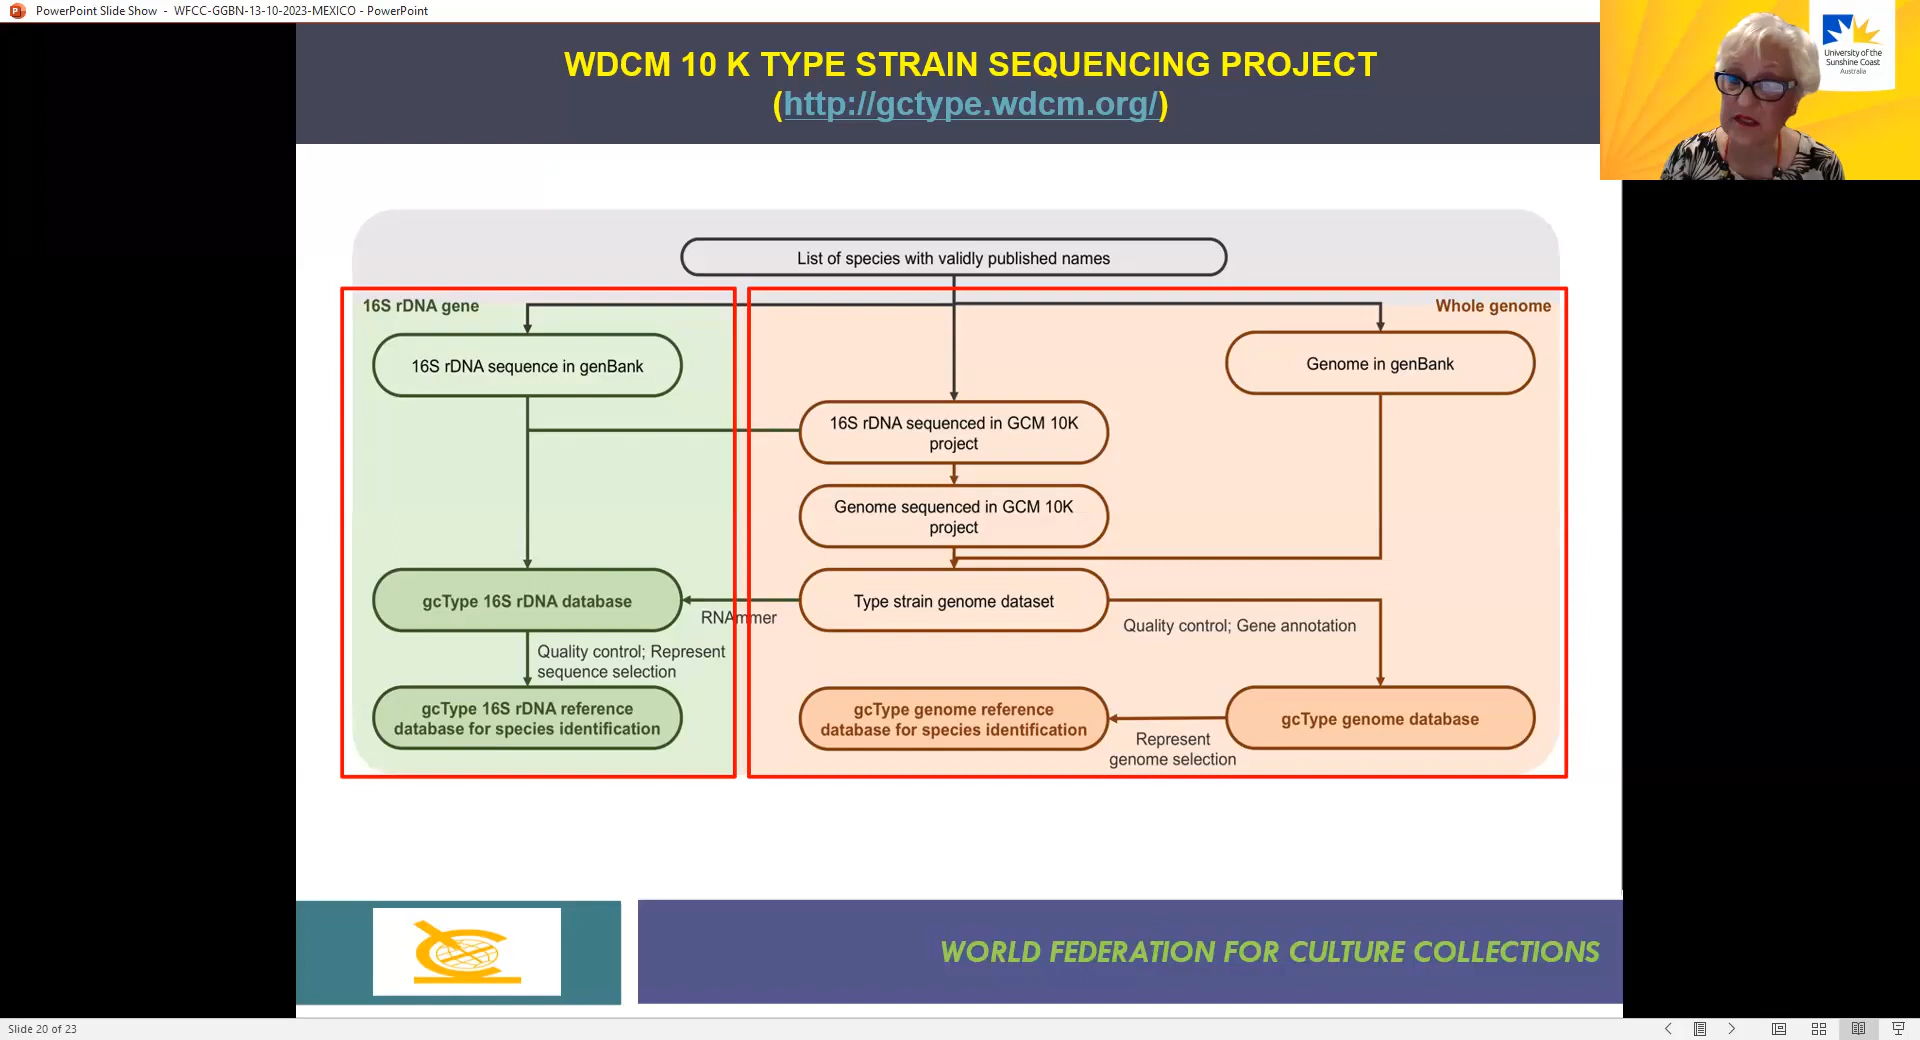 PowerPoint Slide Show - WFCC-GGBN-13-10-2023-MEXICO - PowerPoint
WDCM 10 K TYPE STRAIN SEQUENCING PROJECT
(http://gctype.wdcm.org/)
University of the
Sunshine Coast
Australia
List of species with validly published names
16S rDNA gene
Whole genome
16S rDNA sequence in genBank
Genome in genBank
16S rDNA sequenced in GCM 10K
project
Genome sequenced in GCM 10K
project
gcType 16S rDNA database
RNAmmer
Type strain genome dataset
Quality control; Gene annotation
Quality control; Represent
sequence selection
gcType 16S rDNA reference
database for species identification
gcType genome reference
database for species identification
Represent
genome selection
gcType genome database
WORLD FEDERATION FOR CULTURE COLLECTIONS
Slide 20 of 23